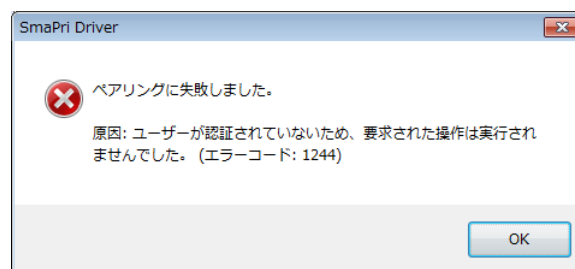 SmaPri Driver
ペアリングに失敗しました。
原因: ユーザーが認証されていないため、要求された操作は実行され
ませんでした。 (エラーコード: 1244)
OK